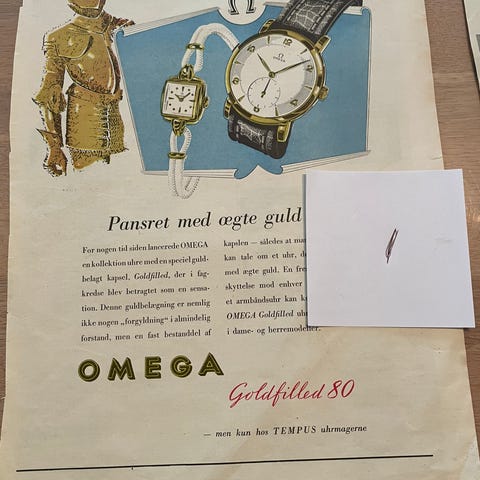 Pansret med ægte guld
For nogen tid siden lancerede OMEGA
en kollektion uhre med en speciel guld-
belagt kapsel. Goldfilled, der i fag-
kredse blev betragtet som en sensa-
tion. Denne guldbelægning er nemlig
ikke nogen „forgyldning" i almindelig
forstand, men en fast bestanddel af
kapslen — således at man
kan tale om et uhr,
med ægte guld. En
skyttelse mod enhver
et armbåndsuhr kan
OMEGA Goldfilled
i dame- og herremodeller.
OMEGA
Goldfilled 80
— men kun hos TEMPUS uhrmagerne